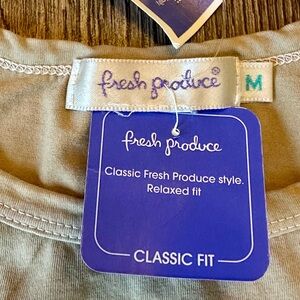 fresh produce®
M
fresh produce
Classic Fresh Produce style.
Relaxed fit
CLASSIC FIT